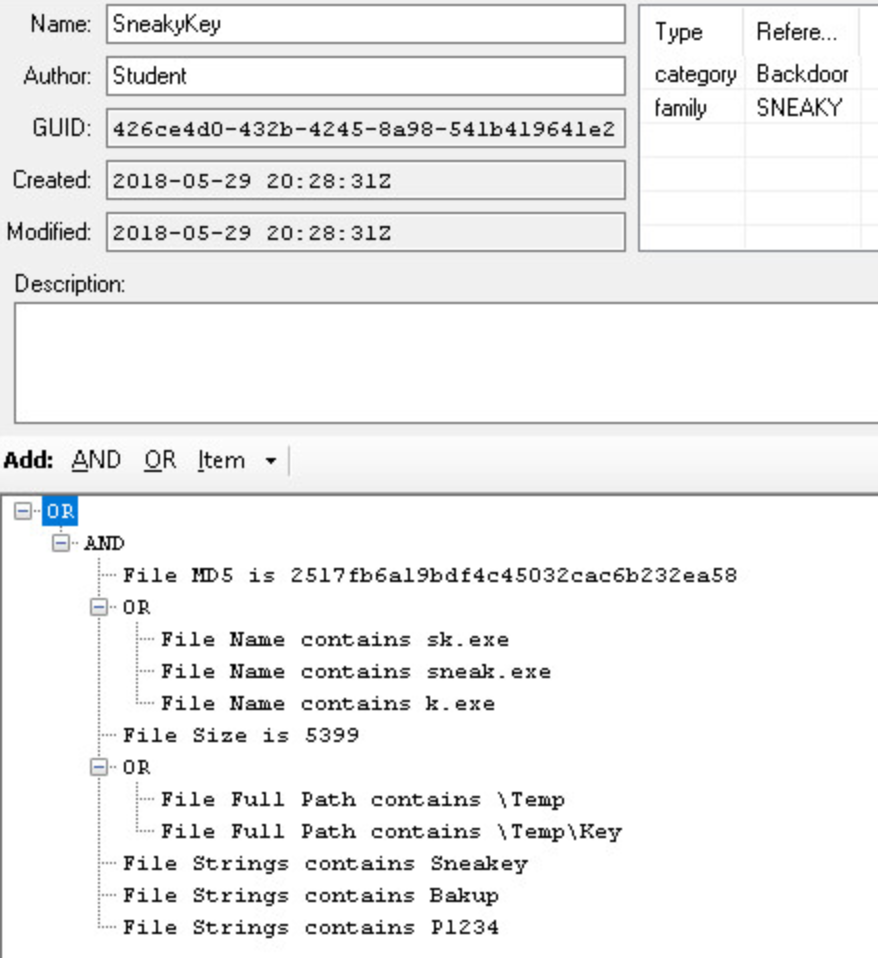 Name: SneakyKey
Author: Student
GUID: 426ce4d0-432b-4245-8a98-541b419641e2
Created: 2018-05-29 20:28:31Z
Modified: 2018-05-29 20:28:31Z
Type Refere...
category Backdoor
family SNEAKY
Description:
Add: AND OR Item
OR
AND
File MD5 is 2517fb6a19bdf4c45032cac6b232ea58
OR
File Name contains sk.exe
File Name contains sneak.exe
File Name contains k.exe
File Size is 5399
OR
File Full Path contains \Temp
File Full Path contains \Temp\Key
File Strings contains Sneakey
File Strings contains Bakup
File Strings contains P1234